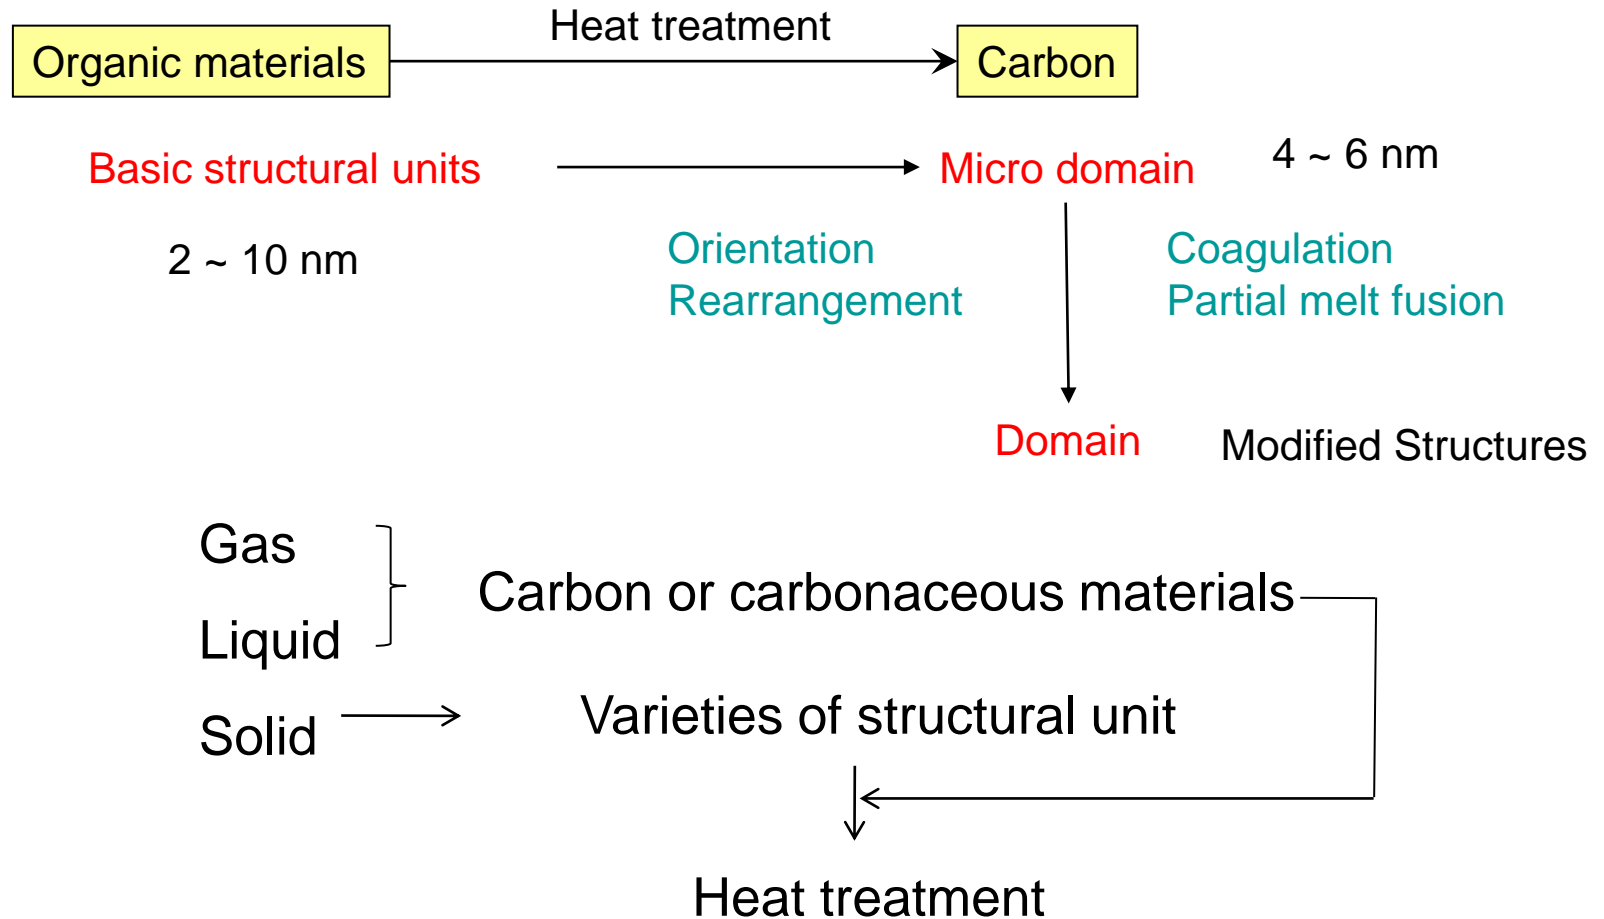 Heat treatment
Organic materials
Carbon
Basic structural units
Micro domain
4 ~ 6 nm
2 ~ 10 nm
Orientation
Rearrangement
Coagulation
Partial melt fusion
Domain
Modified Structures
Gas
Liquid
Carbon or carbonaceous materials
Solid
Varieties of structural unit
Heat treatment